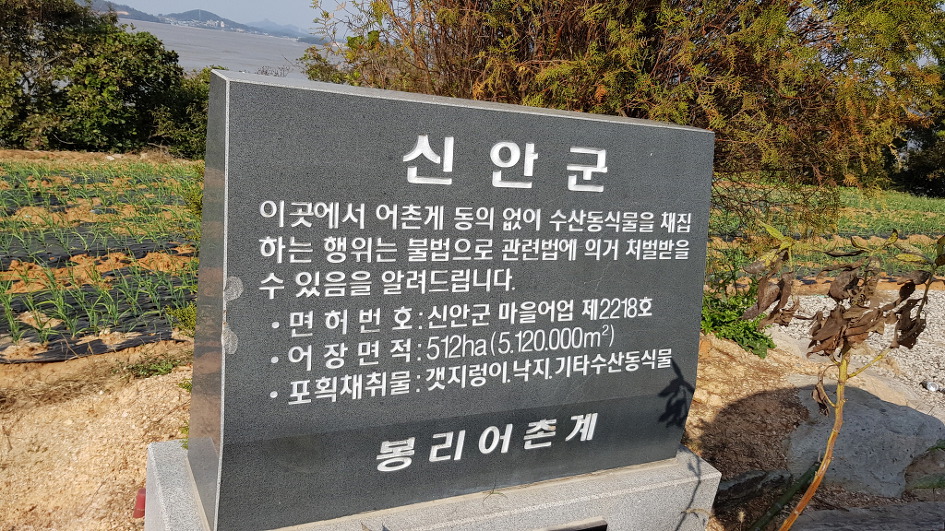 신안군
이곳에서 어촌게 동의 없이 수산동식물을 채집
하는 행위는 불법으로 관련법에 의거 처벌받을
수 있음을 알려드립니다.
• 면 허 번 호 : 신안군 마을어업 제2218호
• 어 장 면 적 : 512ha(5.120.000m²)
• 포획채취물 : 갯지렁이.낙지.기타수산동식물
봉리어촌계